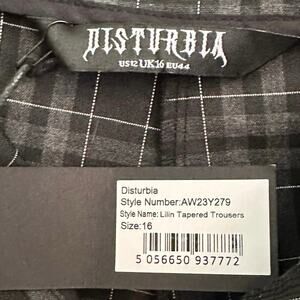 DISTURBIA
US12 UK16 EU44
Disturbia
Style Number:AW23Y279
Style Name: Lilin Tapered Trousers
Size:16
5 056650 937772